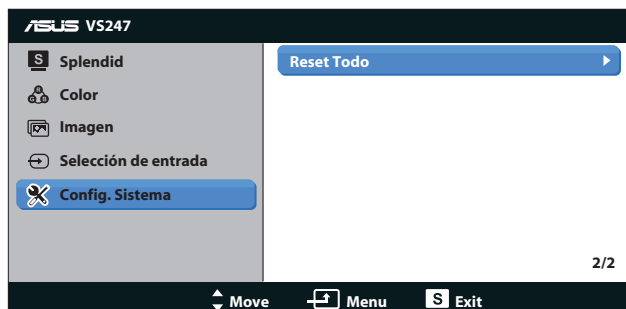 ASUS VS247
S Splendid
Color
Imagen
Selección de entrada
Config. Sistema
Reset Todo
2/2
Move Menu S Exit